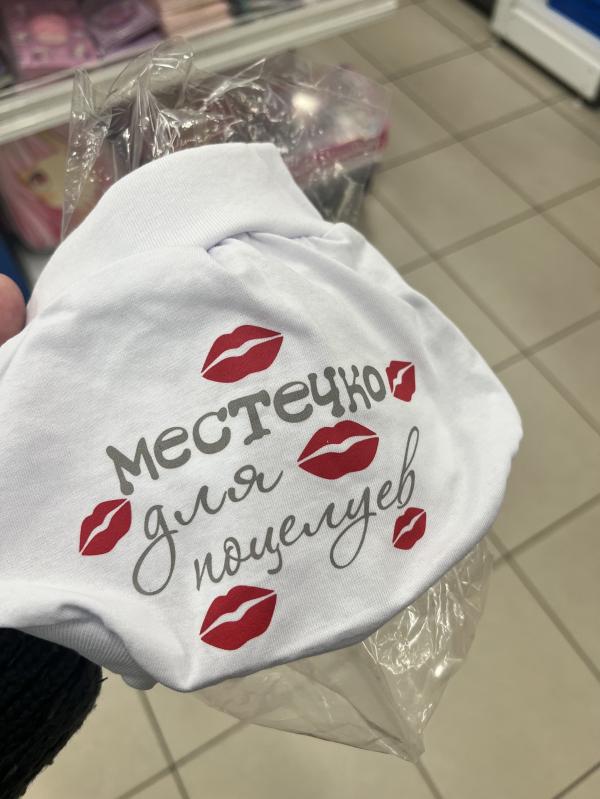 местечко
для
поцелуев